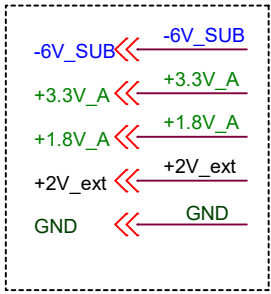 -6V_SUB -6V_SUB
+3.3V_A +3.3V_A
+1.8V_A +1.8V_A
+2V_ext +2V_ext
GND GND